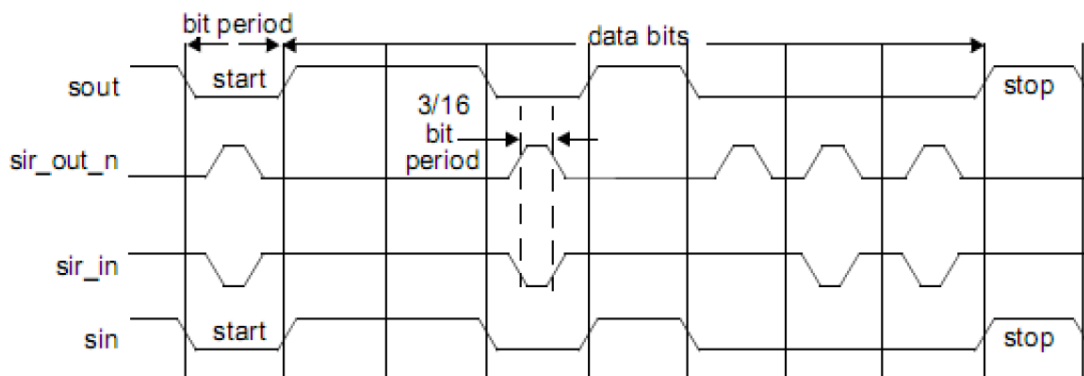 bit period
data bits
sout
start
stop
3/16
bit
period
sir_out_n
sir_in
sin
start
stop